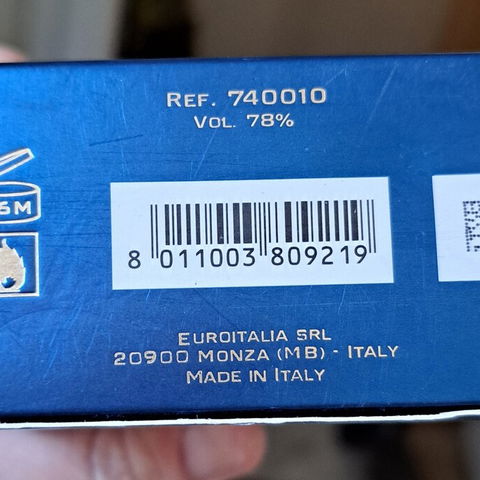 REF. 740010
VOL. 78%
6M
8 011003 809219
EUROITALIA SRL
20900 MONZA (MB) - ITALY
MADE IN ITALY